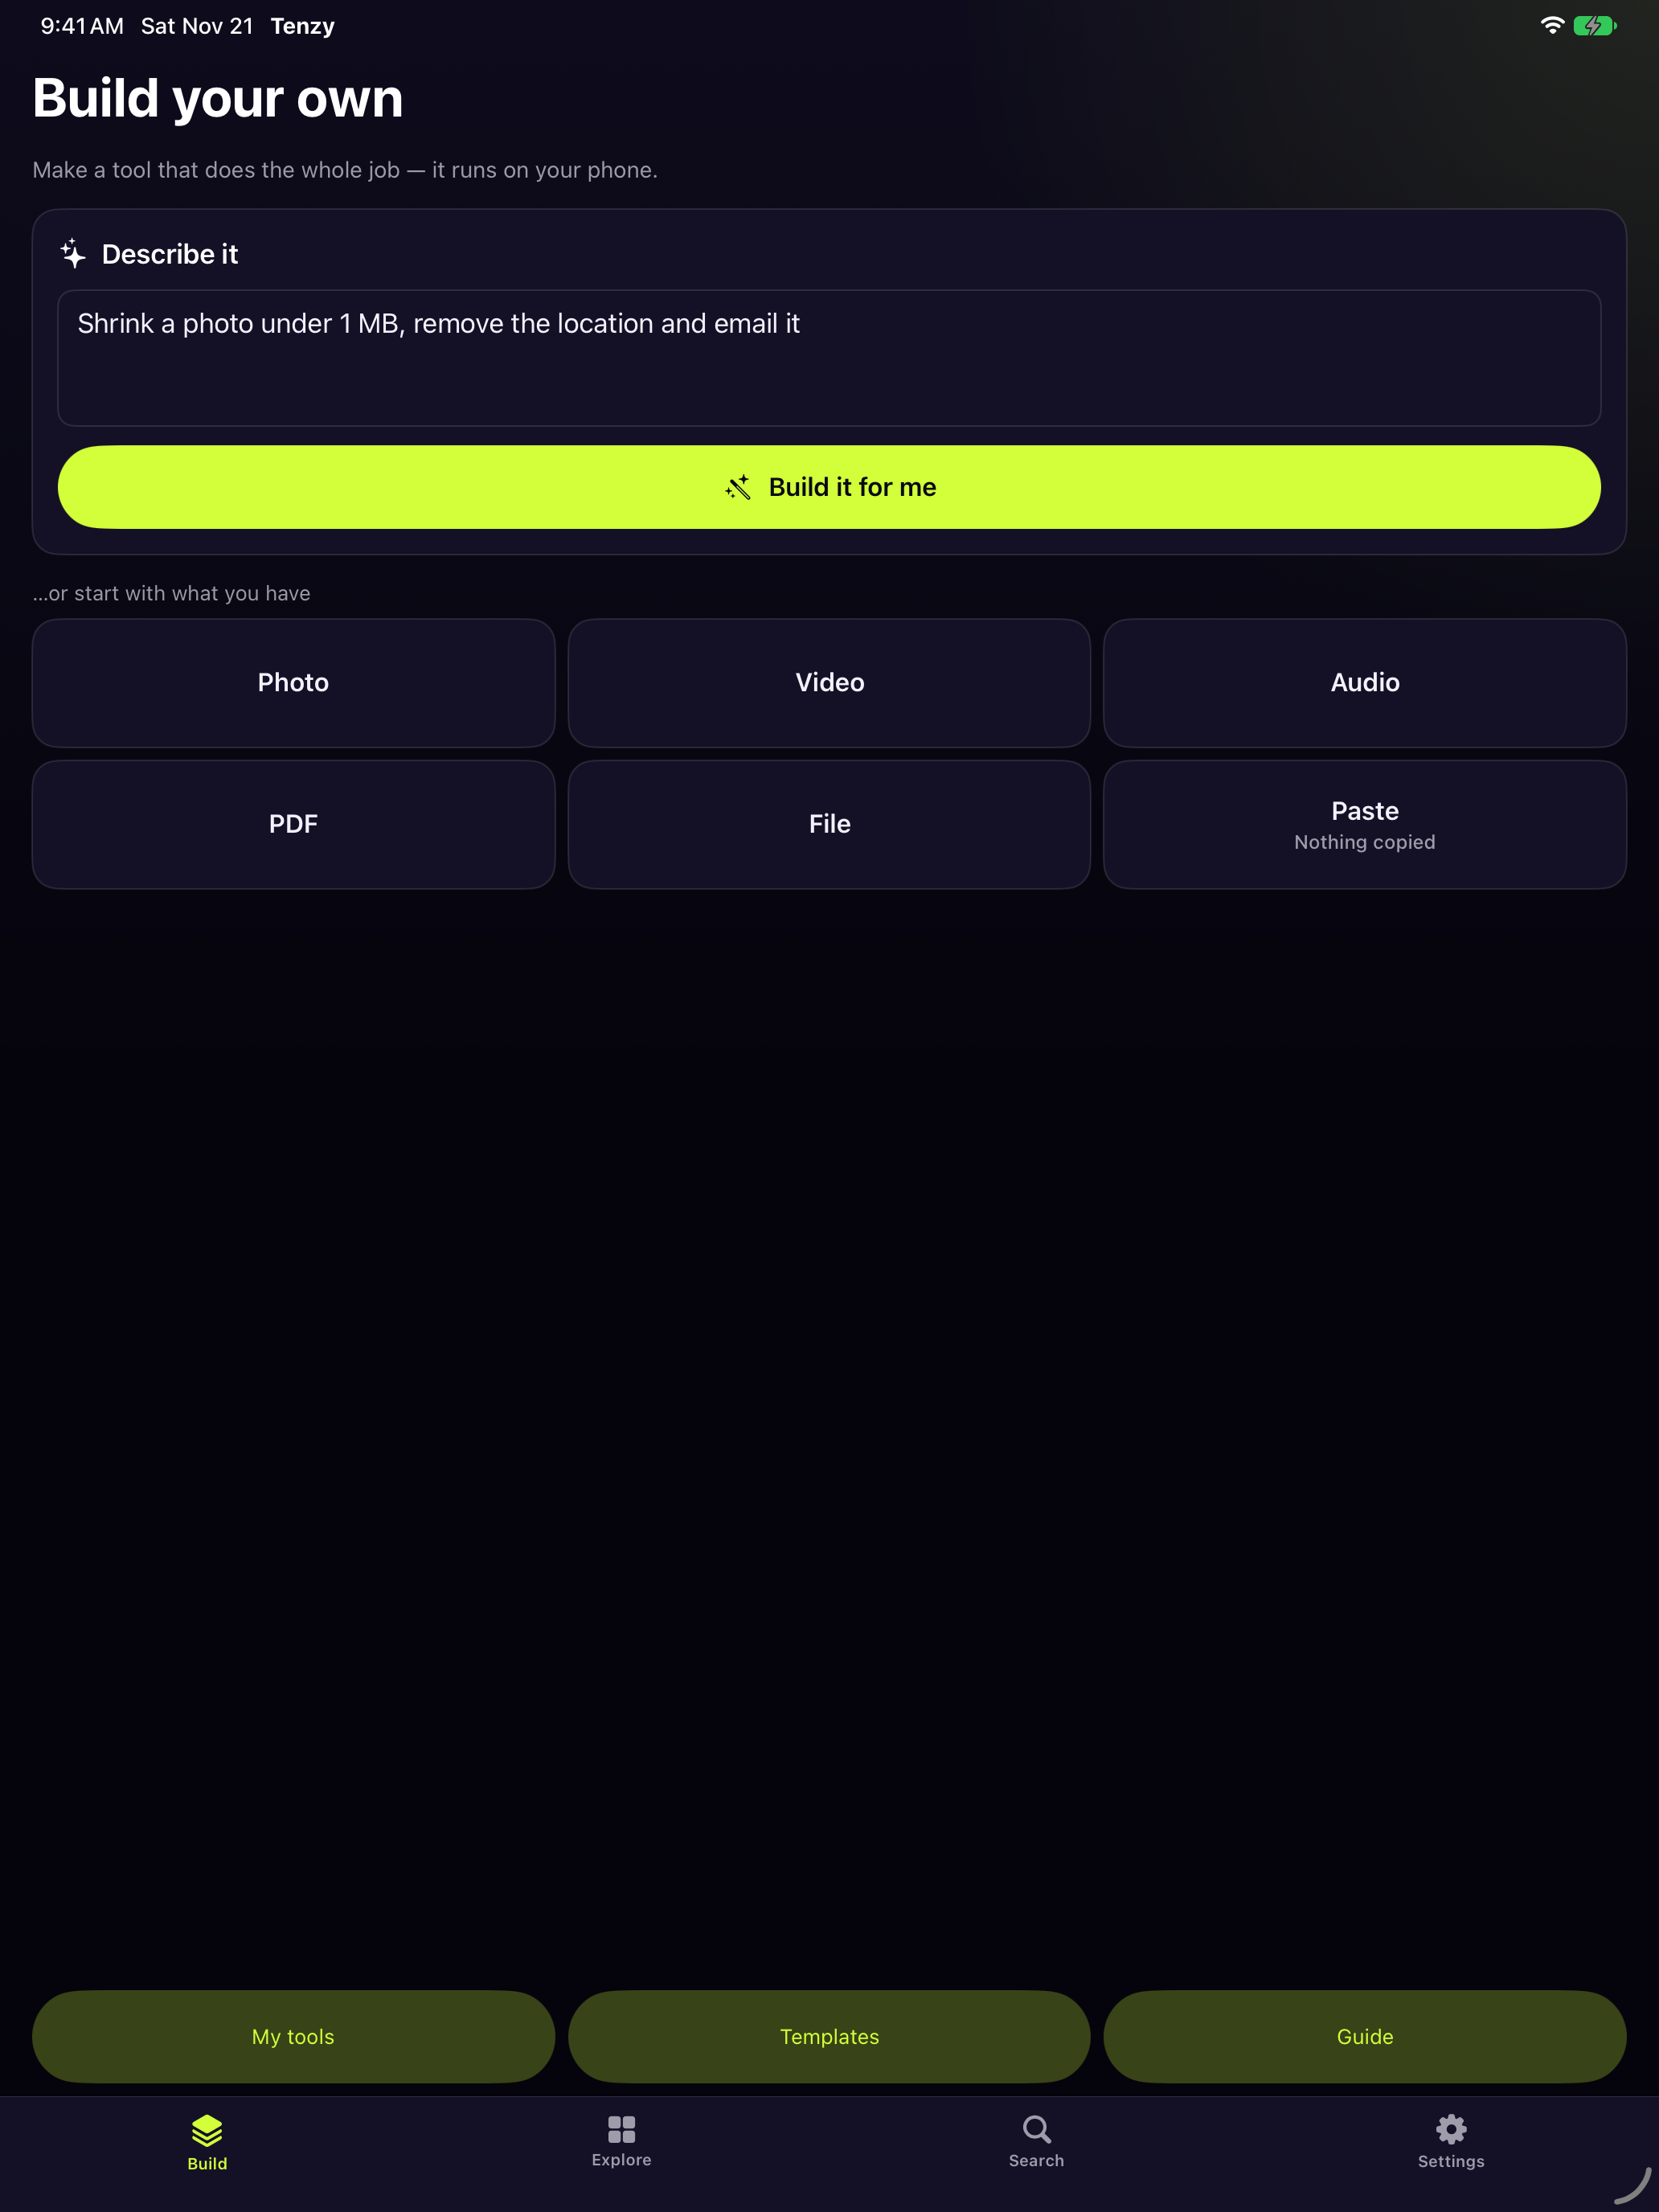 9:41 AM Sat Nov 21 Tenzy
Build your own
Make a tool that does the whole job — it runs on your phone.
Describe it
Shrink a photo under 1 MB, remove the location and email it
Build it for me
...or start with what you have
Photo
Video
Audio
PDF
File
Paste
Nothing copied
My tools
Templates
Guide
Build
Explore
Search
Settings